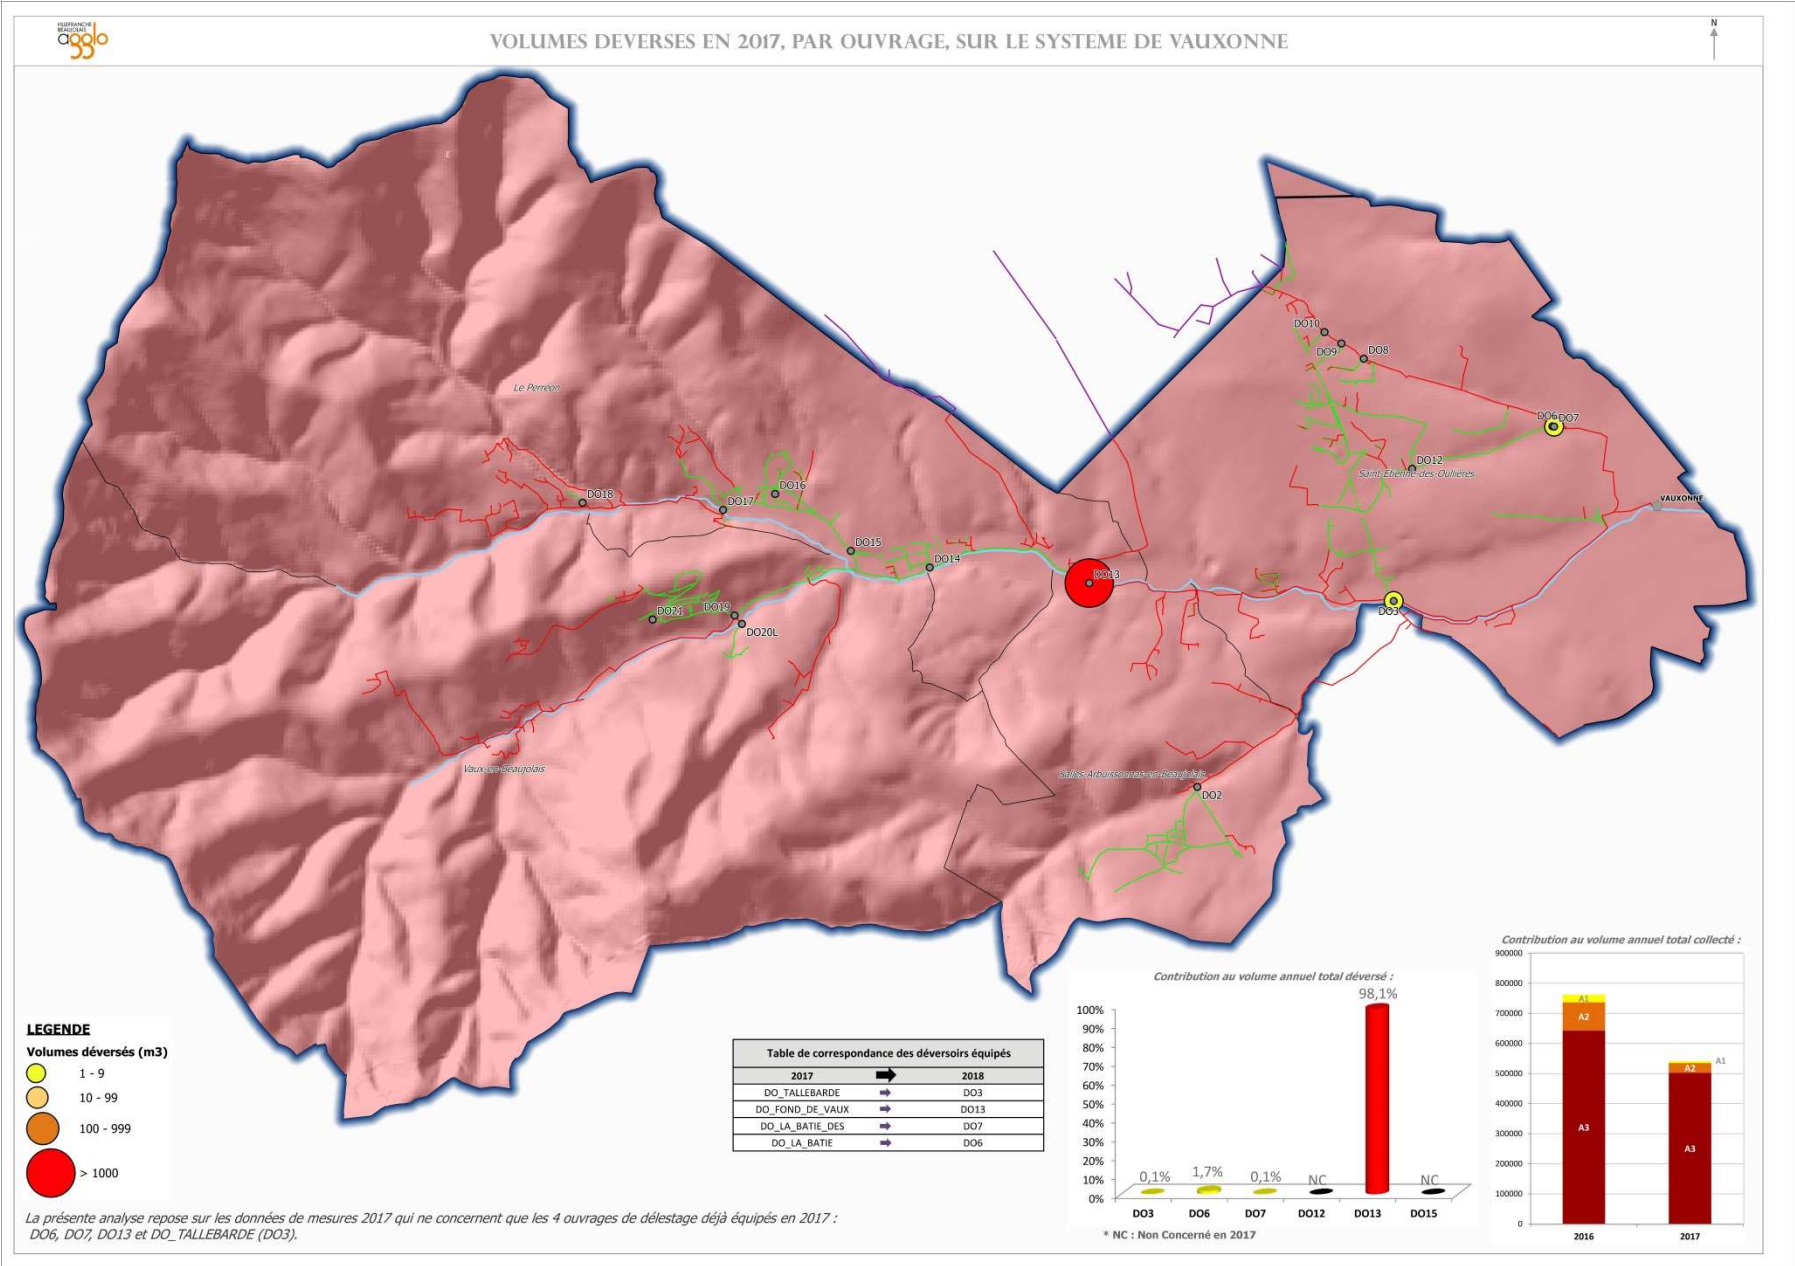 VILLEFRANCHE
BEAUJOLAIS
agglo
VOLUMES DEVERSES EN 2017, PAR OUVRAGE, SUR LE SYSTEME DE VAUXONNE
N
E
Le Perréon
DO10
DO9
DO8
DO6
DO7
DO12
Saint-Etienne-des-Oullières
VAUXONNE
DO18
DO17
DO16
DO15
DO14
DO13
DO3
DO21
DO19
DO20L
Vaux-en-Beaujolais
Salles-Arbuissonnas-en-Beaujolais
DO2
LEGENDE
Volumes déversés (m3)
1 - 9
10 - 99
100 - 999
> 1000
Table de correspondance des déversoirs équipés
2017 2018
DO_TALLEBARDE DO3
DO_FOND_DE_VAUX DO13
DO_LA_BATIE_DES DO7
DO_LA_BATIE DO6
Contribution au volume annuel total déversé :
100%
90%
80%
70%
60%
50%
40%
30%
20%
10%
0%
0,1% 1,7% 0,1% NC 98,1% NC
DO3 DO6 DO7 DO12 DO13 DO15
* NC : Non Concerné en 2017
Contribution au volume annuel total collecté :
900000
800000
700000
600000
500000
400000
300000
200000
100000
0
A1
A2
A3
A1
A2
A3
2016 2017
La présente analyse repose sur les données de mesures 2017 qui ne concernent que les 4 ouvrages de délestage déjà équipés en 2017 :
DO6, DO7, DO13 et DO_TALLEBARDE (DO3).